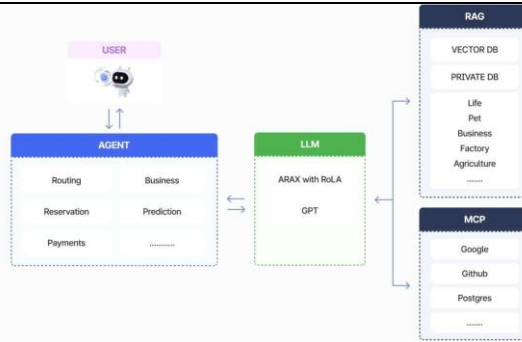 USER
AGENT
Routing
Business
Reservation
Prediction
Payments
...........
LLM
ARAX with RoLA
GPT
RAG
VECTOR DB
PRIVATE DB
Life
Pet
Business
Factory
Agriculture
.......
MCP
Google
Github
Postgres
.......